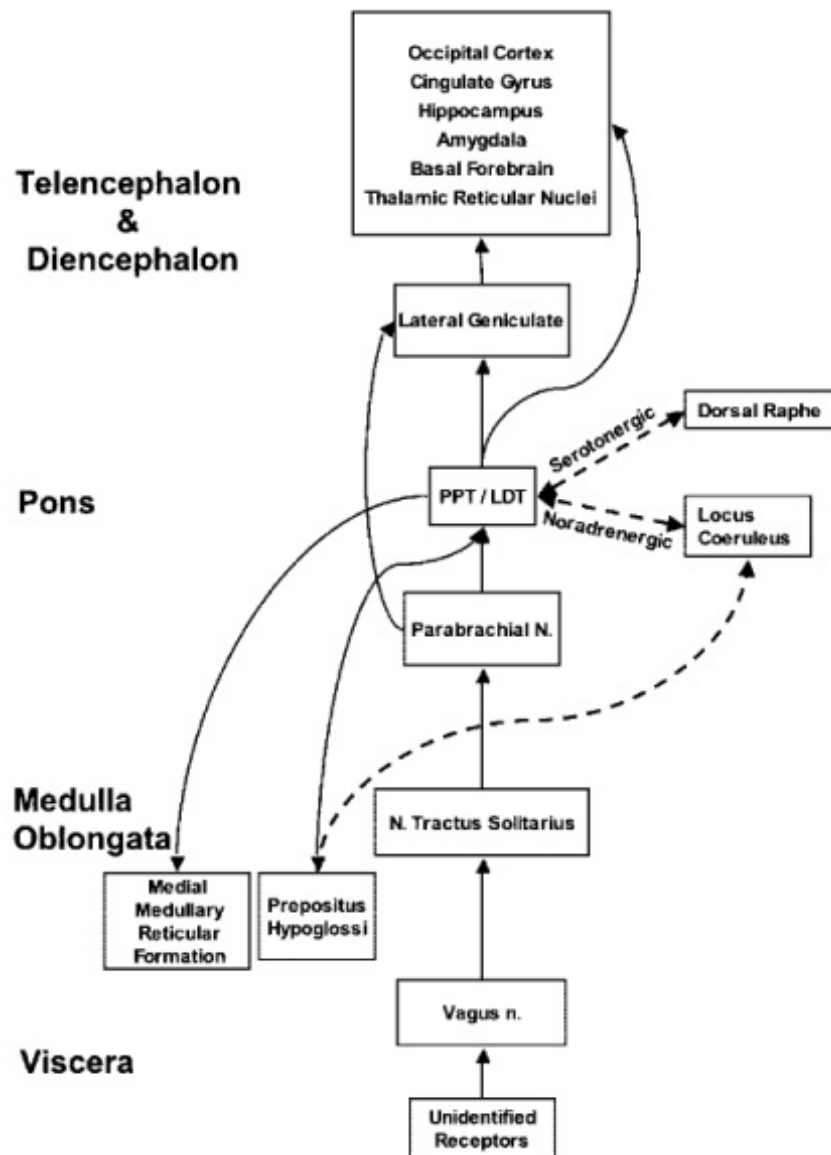 Occipital Cortex
Cingulate Gyrus
Hippocampus
Amygdala
Basal Forebrain
Thalamic Reticular Nuclei
Telencephalon
&
Diencephalon
Lateral Geniculate
Dorsal Raphe
Serotonergic
Pons
PPT / LDT
Noradrenergic
Locus
Coeruleus
Parabrachial N.
Medulla
Oblongata
N. Tractus Solitarius
Medial
Medullary
Reticular
Formation
Prepositus
Hypoglossi
Vagus n.
Viscera
Unidentified
Receptors